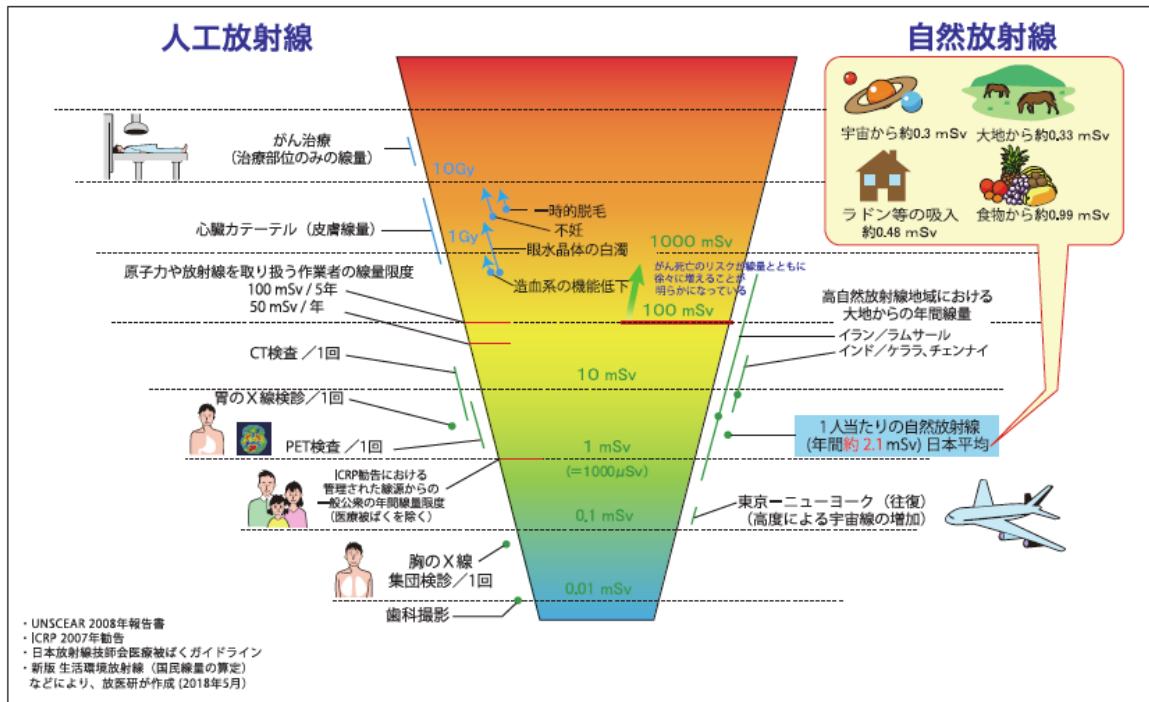 人工放射線
自然放射線
宇宙から約0.3 mSv
大地から約0.33 mSv
ラドン等の吸入
約0.48 mSv
食物から約0.99 mSv
がん治療
(治療部位のみの線量)
10Gy
心臓カテーテル(皮膚線量)
1Gy
一時的脱毛
不妊
眼水晶体の白濁
造血系の機能低下
1000 mSv
がん死亡のリスクが線量とともに
徐々に増えることが
明らかになっている
100 mSv
原子力や放射線を取り扱う作業者の線量限度
100 mSv / 5年
50 mSv / 年
高自然放射線地域における
大地からの年間線量
イラン/ラムサール
インド/ケララ、チェンナイ
CT検査 /1回
10 mSv
胃のX線検診/1回
PET検査 /1回
1 mSv
(=1000μSv)
1人当たりの自然放射線
(年間約 2.1mSv) 日本平均
ICRP勧告における
管理された線源からの
一般公衆の年間線量限度
(医療被ばくを除く)
0.1 mSv
東京ーニューヨーク(往復)
(高度による宇宙線の増加)
胸のX線
集団検診/1回
0.01 mSv
歯科撮影
・UNSCEAR 2008年報告書
・ICRP 2007年勧告
・日本放射線技師会医療被ばくガイドライン
・新版 生活環境放射線(国民線量の算定)
などにより、放医研が作成 (2018年5月)